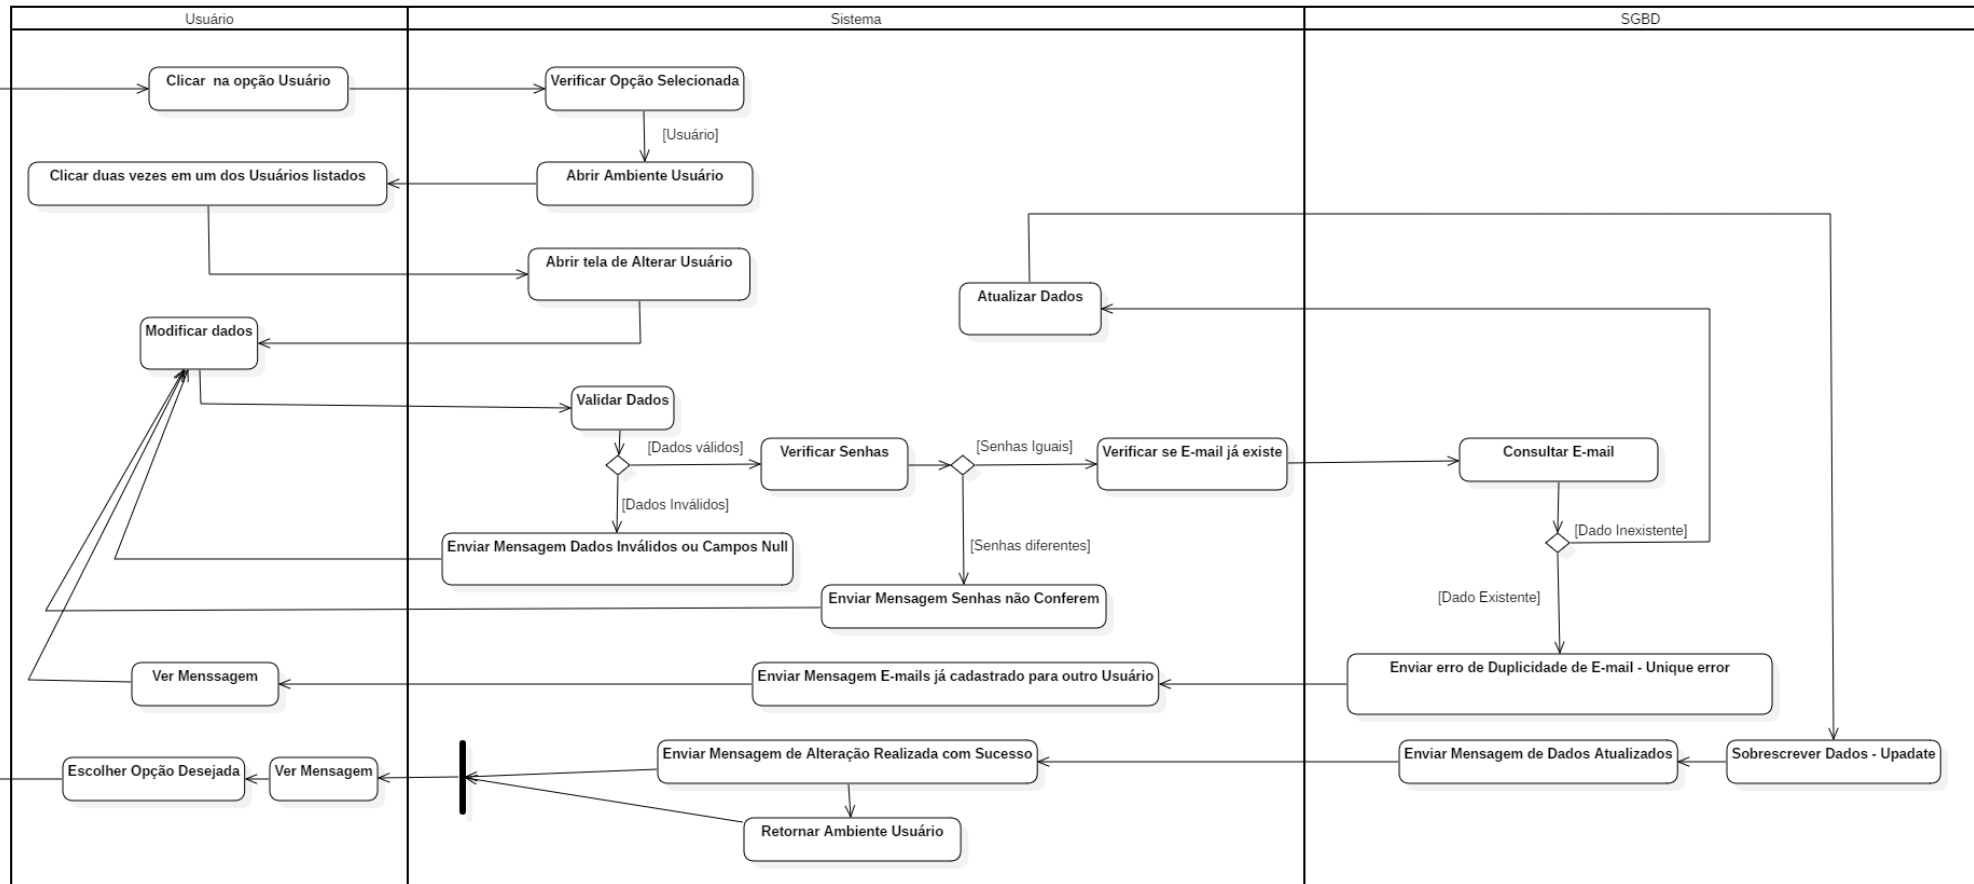 Usuário
Sistema
SGBD
Clicar  na opção Usuário
Verificar Opção Selecionada
[Usuário]
Clicar duas vezes em um dos Usuários listados
Abrir Ambiente Usuário
Abrir tela de Alterar Usuário
Atualizar Dados
Modificar dados
Validar Dados
[Dados válidos]
Verificar Senhas
[Senhas Iguais]
Verificar se E-mail já existe
Consultar E-mail
[Dados Inválidos]
[Dado Inexistente]
Enviar Mensagem Dados Inválidos ou Campos Null
[Senhas diferentes]
Enviar Mensagem Senhas não Conferem
[Dado Existente]
Ver Menssagem
Enviar Mensagem E-mails já cadastrado para outro Usuário
Enviar erro de Duplicidade de E-mail - Unique error
Escolher Opção Desejada
Ver Mensagem
Enviar Mensagem de Alteração Realizada com Sucesso
Enviar Mensagem de Dados Atualizados
Sobrescrever Dados - Upadate
Retornar Ambiente Usuário